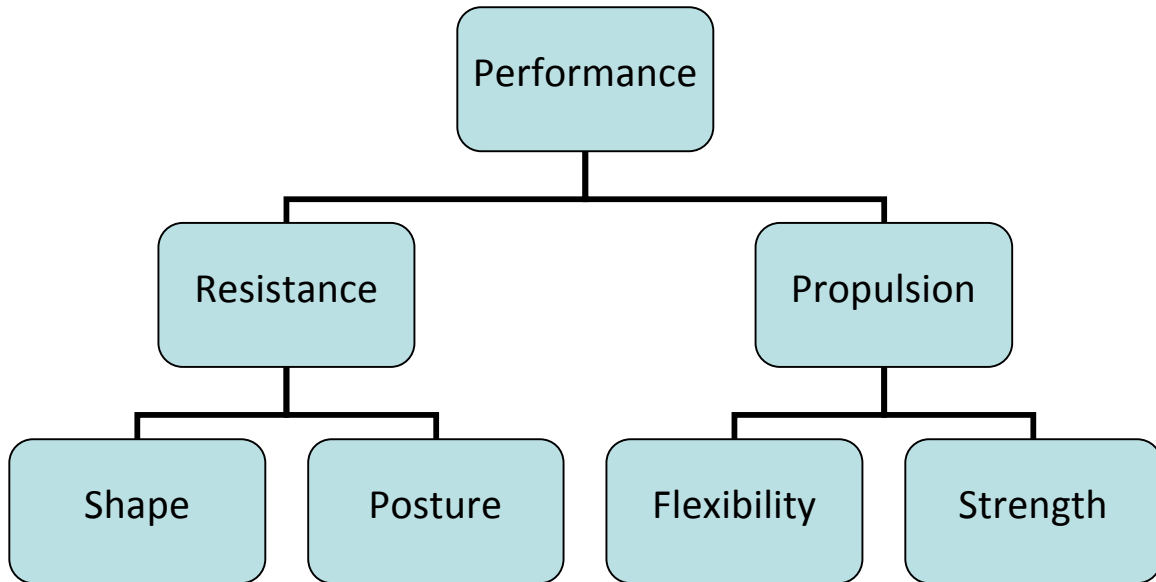 Performance
Resistance
Propulsion
Shape
Posture
Flexibility
Strength